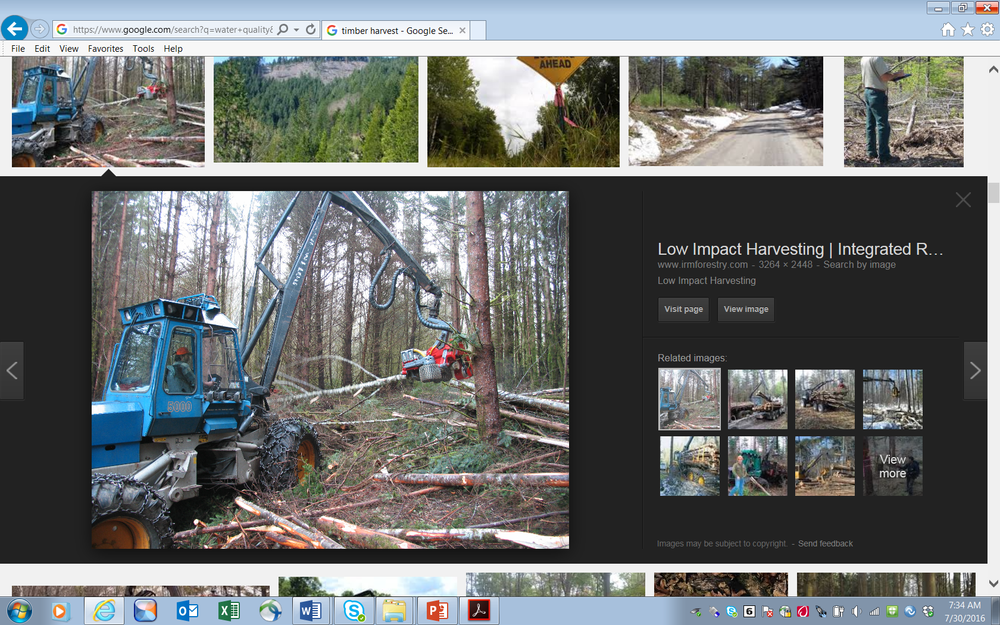 https://www.google.com/search?q=water+quality&
timber harvest - Google Se...
File Edit View Favorites Tools Help
AHEAD
5000
Low Impact Harvesting | Integrated R...
www.irmforestry.com - 3264 × 2448 - Search by image
Low Impact Harvesting
Visit page View image
Related images:
View
more
Images may be subject to copyright. - Send feedback
6
7:34 AM
7/30/2016